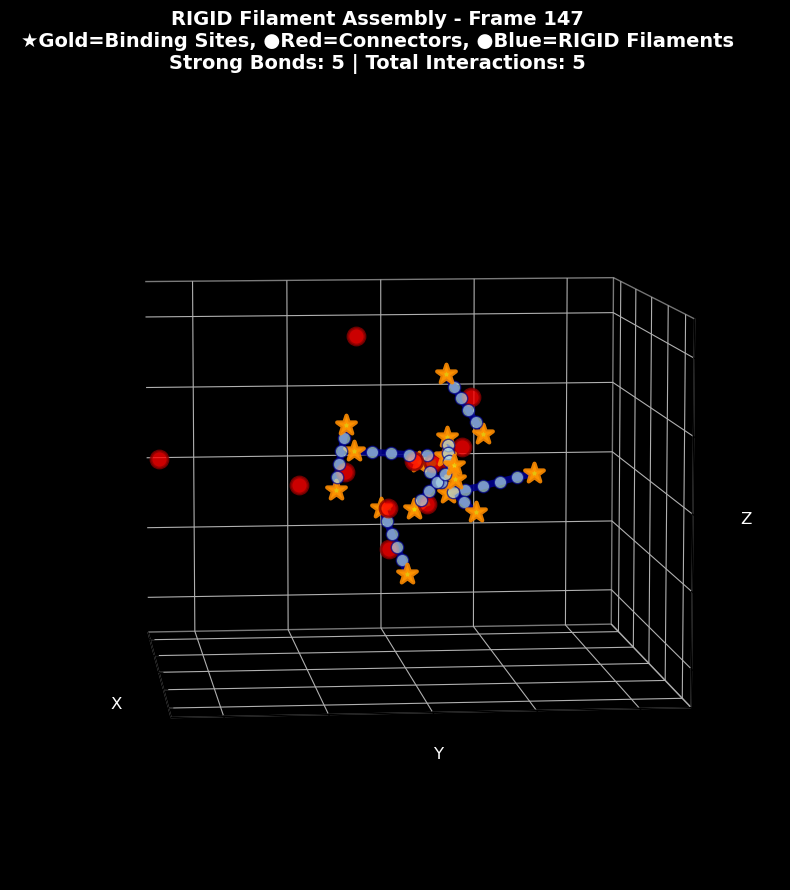 RIGID Filament Assembly - Frame 147
★Gold=Binding Sites, ●Red=Connectors, ●Blue=RIGID Filaments
Strong Bonds: 5 | Total Interactions: 5
Z
X
Y